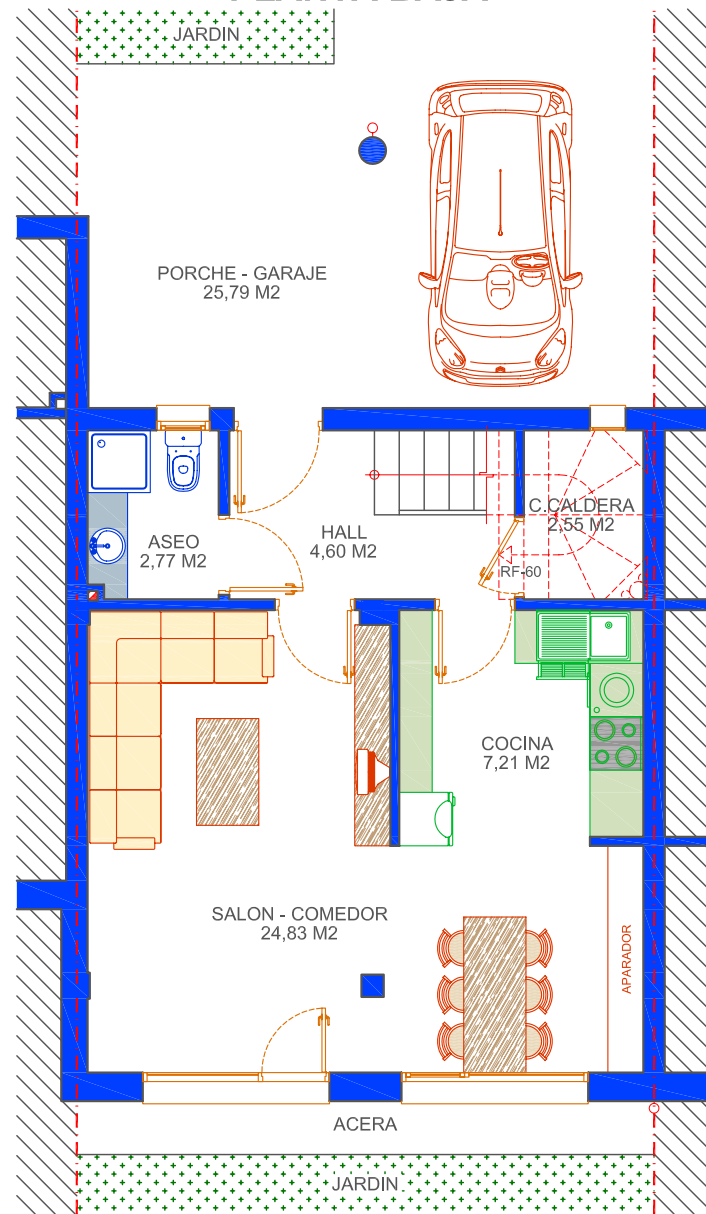 JARDIN
PORCHE - GARAJE
25,79 M2
C.CALDERA
2,55 M2
HALL
4,60 M2
ASEO
2,77 M2
RF-60
COCINA
7,21 M2
SALON - COMEDOR
24,83 M2
APARADOR
ACERA
JARDIN